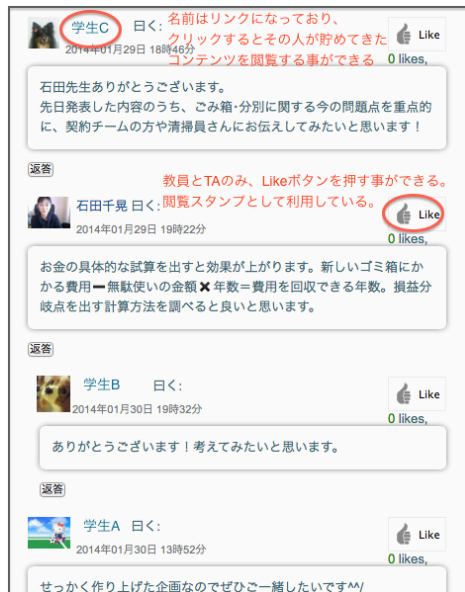 学生C 曰く:
名前はリンクになっており、
クリックするとその人が貯めてきた
コンテンツを閲覧する事ができる
Like
2014年01月29日 18時46分
0 likes,
石田先生ありがとうございます。
先日発表した内容のうち、ごみ箱・分別に関する今の問題点を重点的
に、契約チームの方や清掃員さんにお伝えしてみたいと思います！
返答
教員とTAのみ、Likeボタンを押す事ができる。
閲覧スタンプとして利用している。
石田千晃 曰く:
Like
2014年01月29日 19時22分
0 likes,
お金の具体的な試算を出すと効果が上がります。新しいゴミ箱にか
かる費用➖無駄使いの金額✖年数＝費用を回収できる年数。損益分
岐点を出す計算方法を調べると良いと思います。
返答
学生B 曰く:
Like
2014年01月30日 19時32分
0 likes,
ありがとうございます！考えてみたいと思います。
返答
学生A 曰く:
Like
2014年01月30日 13時52分
0 likes,
せっかく作り上げた企画なのでぜひご一緒したいです^^/